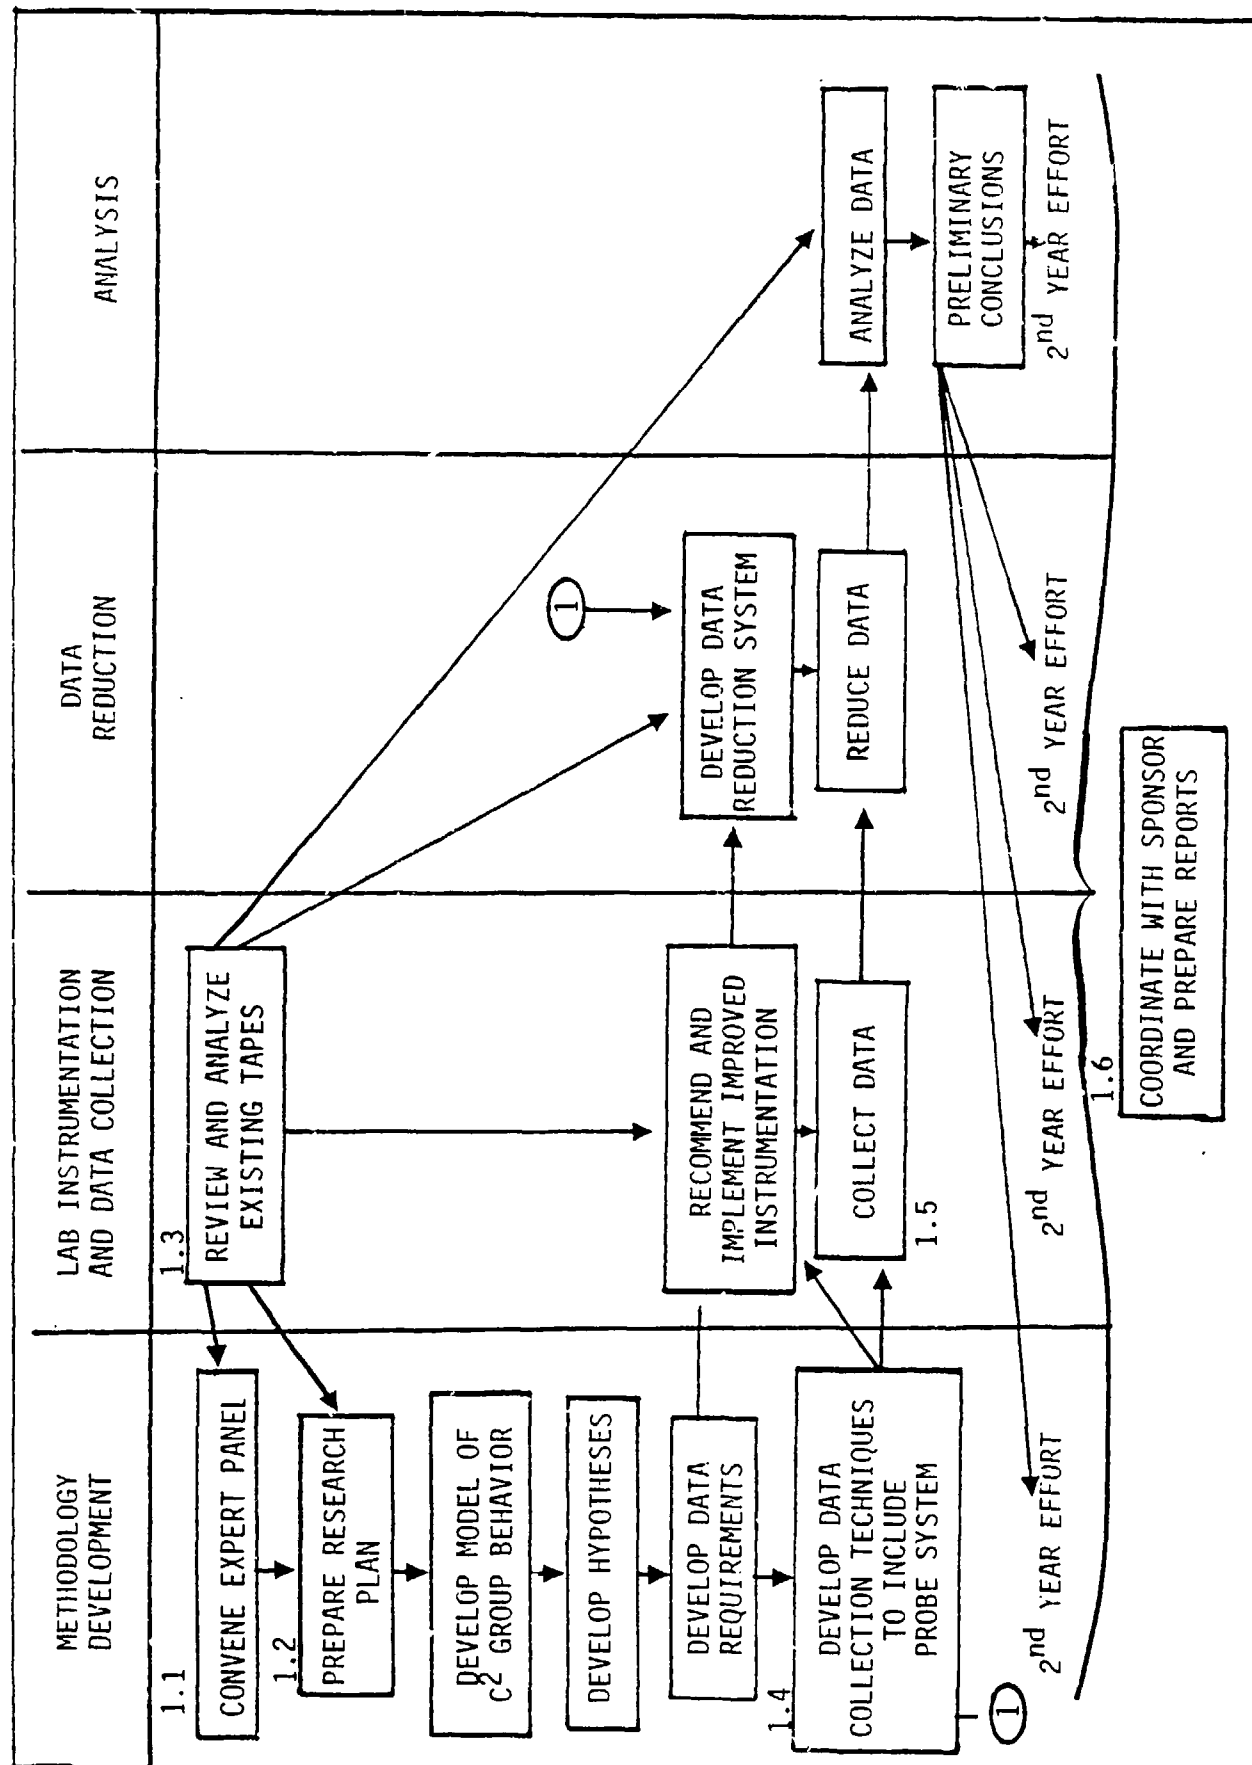 METHODOLOGY
DEVELOPMENT
LAB INSTRUMENTATION
AND DATA COLLECTION
DATA
REDUCTION
ANALYSIS
1.1
CONVENE EXPERT PANEL
1.2
PREPARE RESEARCH
PLAN
DEVELOP MODEL OF
C² GROUP BEHAVIOR
DEVELOP HYPOTHESES
DEVELOP DATA
REQUIREMENTS
1.4
DEVELOP DATA
COLLECTION TECHNIQUES
TO INCLUDE
PROBE SYSTEM
1
2nd YEAR EFFORT
1.3
REVIEW AND ANALYZE
EXISTING TAPES
RECOMMEND AND
IMPLEMENT IMPROVED
INSTRUMENTATION
COLLECT DATA
1.5
2nd YEAR EFFORT
1
DEVELOP DATA
REDUCTION SYSTEM
REDUCE DATA
2nd YEAR EFFORT
ANALYZE DATA
PRELIMINARY
CONCLUSIONS
2nd YEAR EFFORT
1.6
COORDINATE WITH SPONSOR
AND PREPARE REPORTS